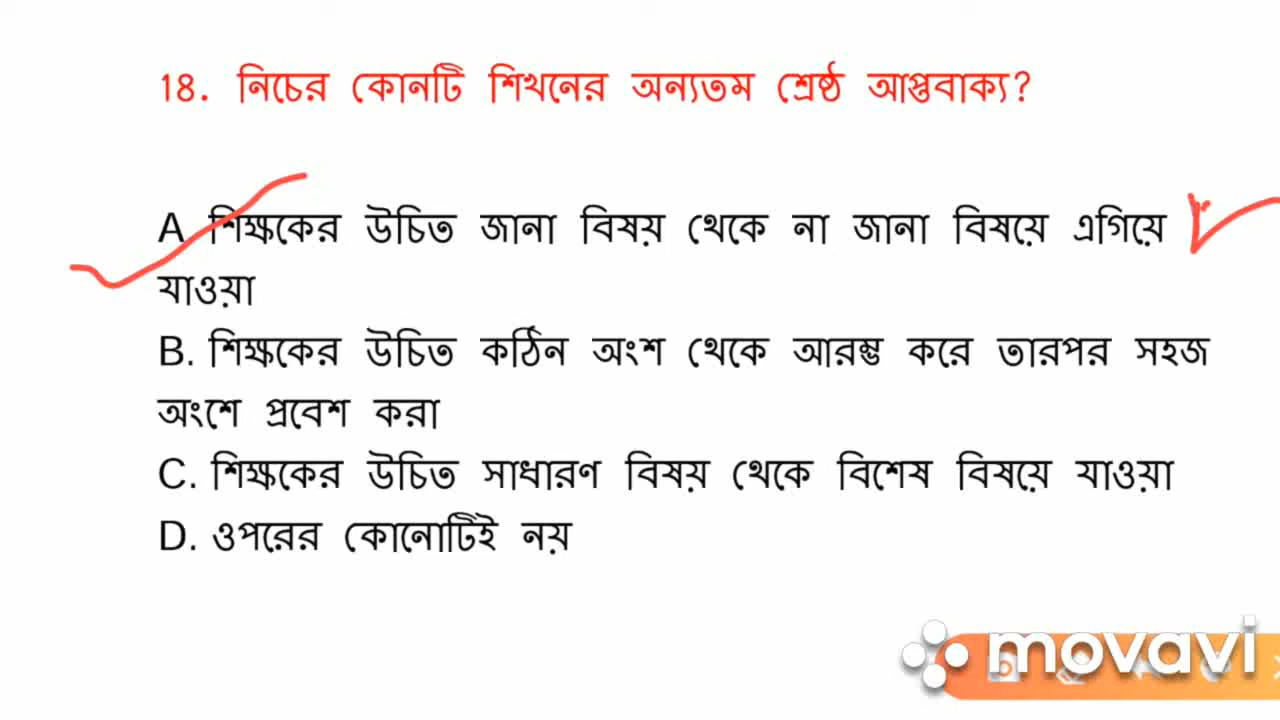 18. নিচের কোনটি শিখনের অন্যতম শ্রেষ্ঠ আপ্তবাক্য?
A শিক্ষকের উচিত জানা বিষয় থেকে না জানা বিষয়ে এগিয়ে
যাওয়া
B. শিক্ষকের উচিত কঠিন অংশ থেকে আরম্ভ করে তারপর সহজ
অংশে প্রবেশ করা
C. শিক্ষকের উচিত সাধারণ বিষয় থেকে বিশেষ বিষয়ে যাওয়া
D. ওপরের কোনোটিই নয়
movavi